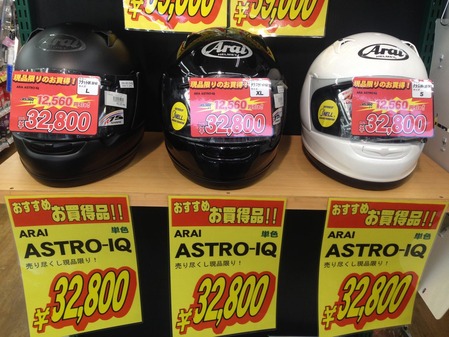 ¥39,800
Arai
Arai
Arai
現品限りのお買得!
L
12,560
32,800
現品限りのお買得!
XL
12,560
32,800
SNELL
現品限りのお買得!
S
12,560
32,800
SNELL
おすすめ お買得品!!
ARAI 単色
ASTRO-IQ
売り尽くし現品限り!
¥32,800
おすすめ お買得品!!
ARAI 単色
ASTRO-IQ
売り尽くし現品限り!
¥32,800
おすすめ お買得品!!
ARAI 単色
ASTRO-IQ
売り尽くし現品限り!
¥32,800